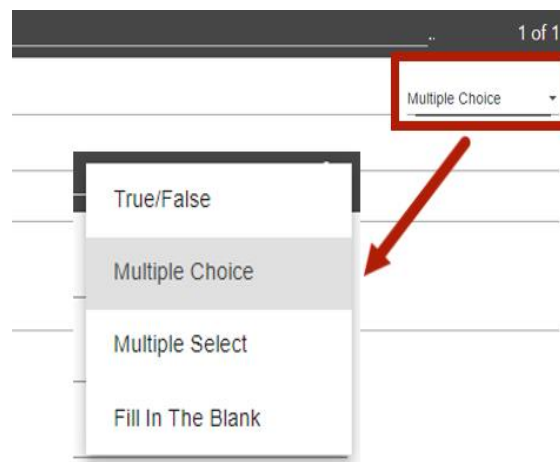 1 of 1
Multiple Choice
True/False
Multiple Choice
Multiple Select
Fill In The Blank